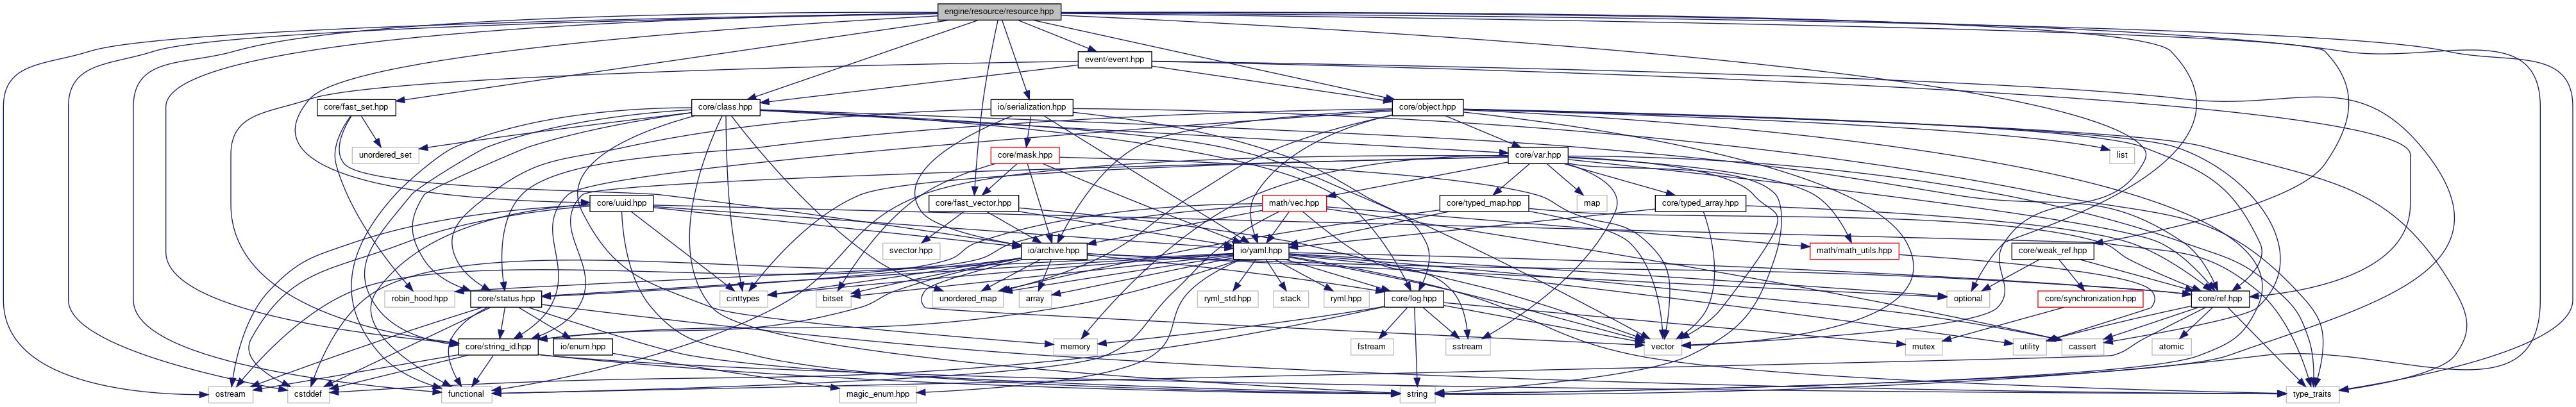 engine/resource/resource.hpp
event/event.hpp
core/fast_set.hpp
core/class.hpp
io/serialization.hpp
core/object.hpp
unordered_set
core/mask.hpp
core/var.hpp
list
core/uuid.hpp
core/fast_vector.hpp
math/vec.hpp
core/typed_map.hpp
map
core/typed_array.hpp
svector.hpp
io/archive.hpp
io/yaml.hpp
math/math_utils.hpp
core/weak_ref.hpp
robin_hood.hpp
core/status.hpp
cinttypes
bitset
unordered_map
array
ryml_std.hpp
stack
ryml.hpp
core/log.hpp
optional
core/synchronization.hpp
core/ref.hpp
core/string_id.hpp
io/enum.hpp
memory
fstream
sstream
vector
mutex
utility
cassert
atomic
ostream
cstddef
functional
magic_enum.hpp
string
type_traits